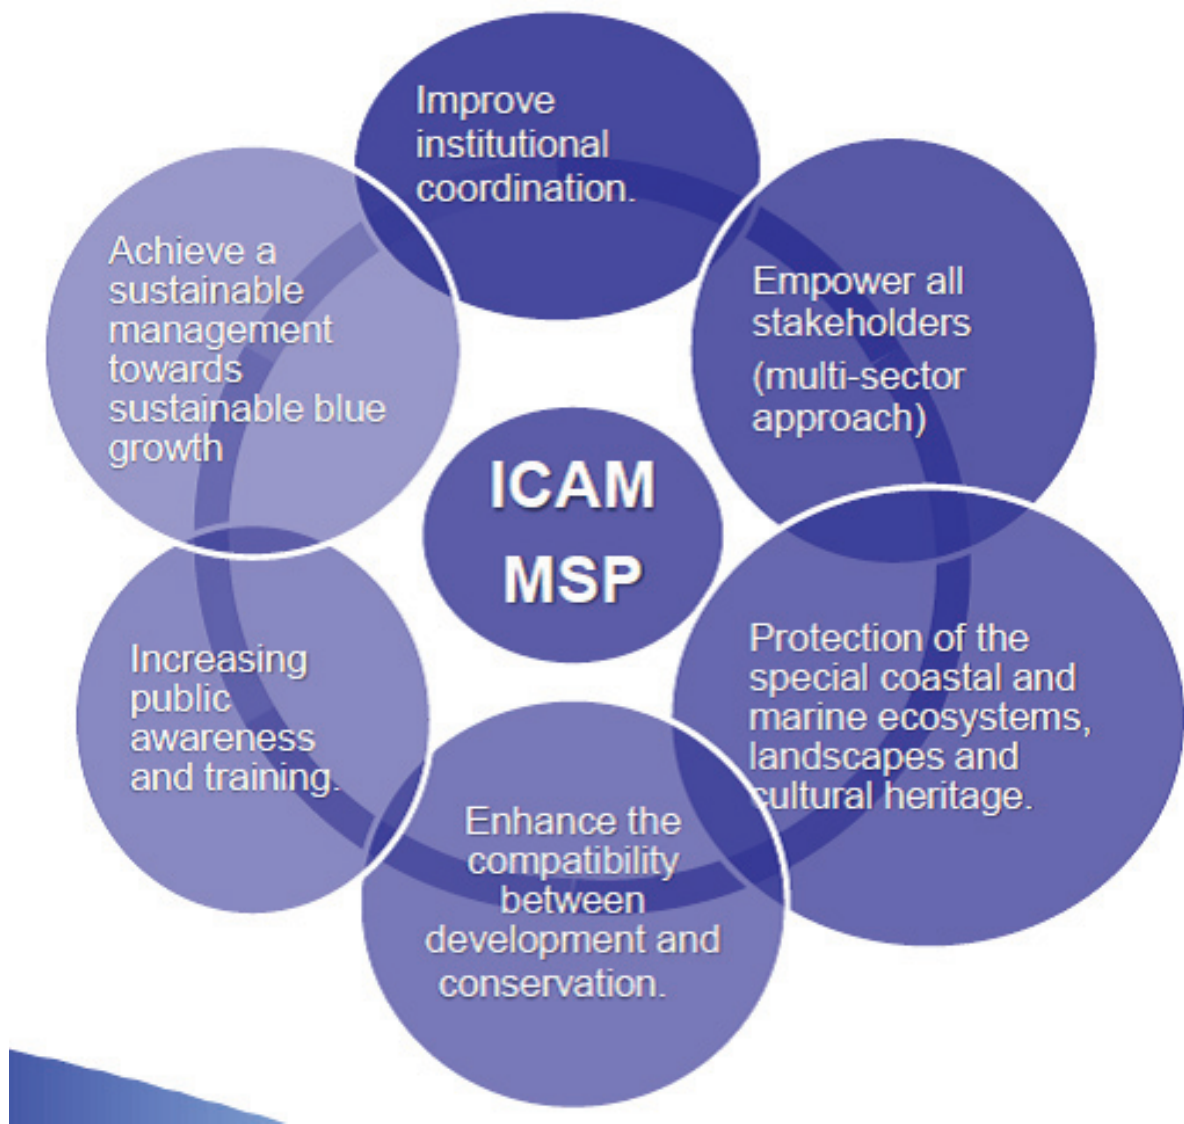 Improve
institutional
coordination.
Empower all
stakeholders
(multi-sector
approach)
Protection of the
special coastal and
marine ecosystems,
landscapes and
cultural heritage.
Enhance the
compatibility
between
development and
conservation.
Increasing
public
awareness
and training.
Achieve a
sustainable
management
towards
sustainable blue
growth
ICAM
MSP